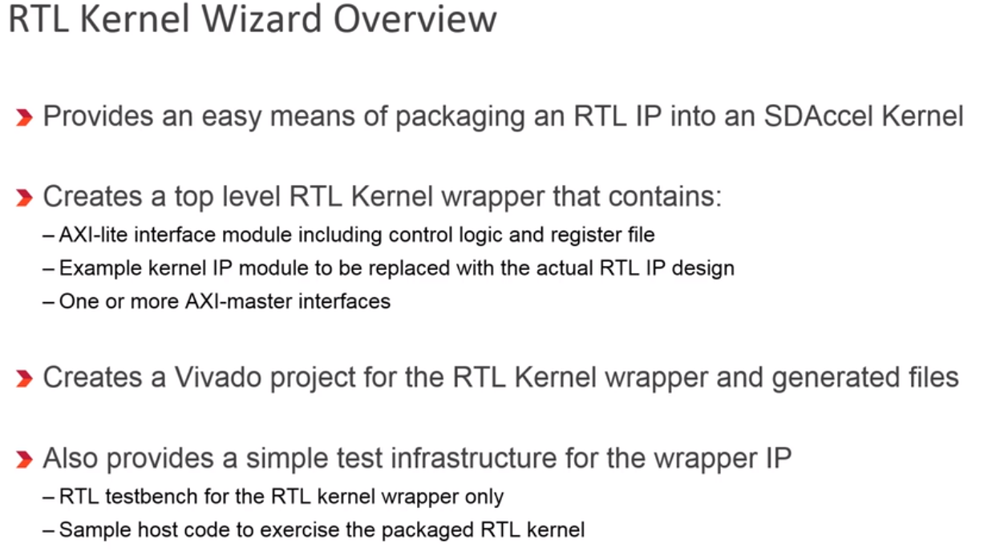 RTL Kernel Wizard Overview
Provides an easy means of packaging an RTL IP into an SDAccel Kernel
Creates a top level RTL Kernel wrapper that contains:
– AXI-lite interface module including control logic and register file
– Example kernel IP module to be replaced with the actual RTL IP design
– One or more AXI-master interfaces
Creates a Vivado project for the RTL Kernel wrapper and generated files
Also provides a simple test infrastructure for the wrapper IP
– RTL testbench for the RTL kernel wrapper only
– Sample host code to exercise the packaged RTL kernel